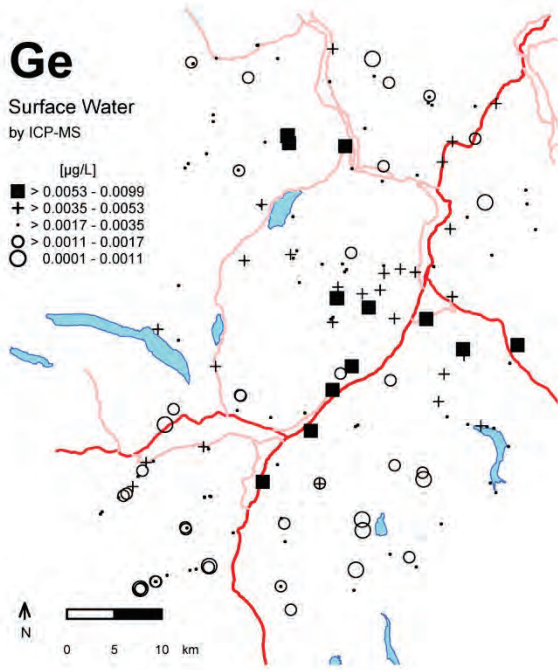 Ge
Surface Water
by ICP-MS
[µg/L]
> 0.0053 - 0.0099
> 0.0035 - 0.0053
> 0.0017 - 0.0035
> 0.0011 - 0.0017
0.0001 - 0.0011
N
0 5 10 km